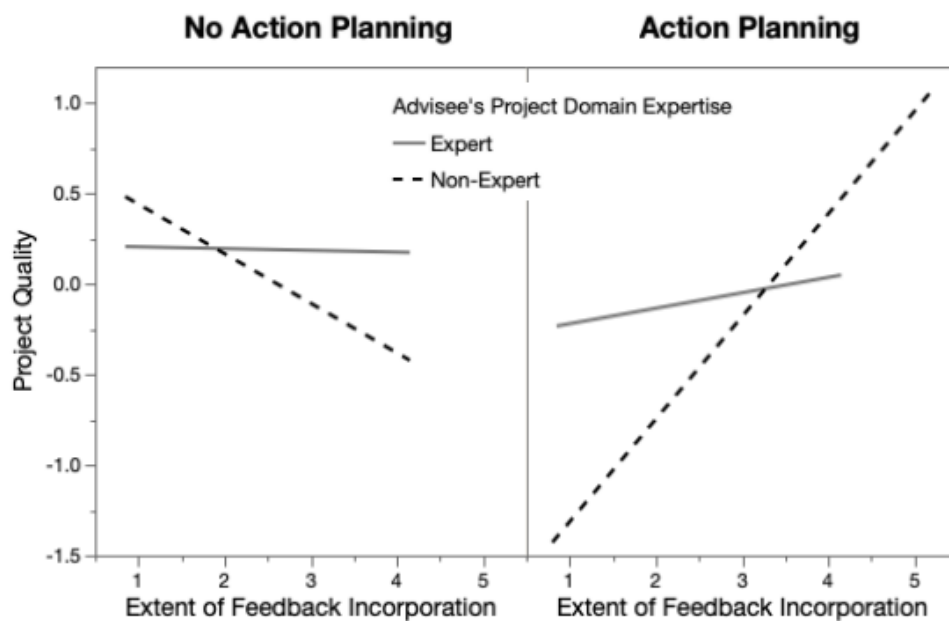 No Action Planning
Action Planning
Advisee's Project Domain Expertise
Expert
Non-Expert
Project Quality
1.0
0.5
0.0
-0.5
-1.0
-1.5
1 2 3 4 5
1 2 3 4 5
Extent of Feedback Incorporation
Extent of Feedback Incorporation